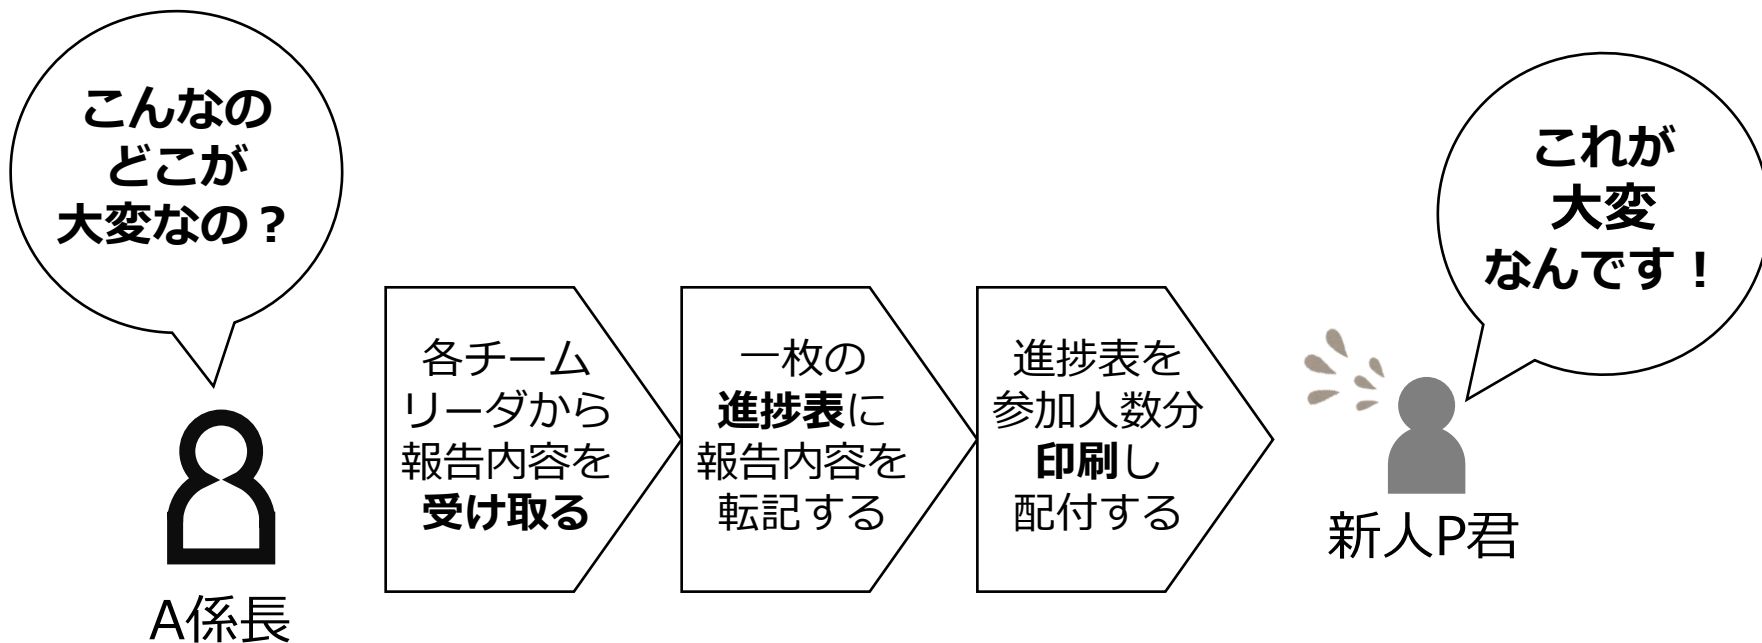 こんなの
どこが
大変なの？
A係長
各チーム
リーダから
報告内容を
受け取る
一枚の
進捗表に
報告内容を
転記する
進捗表を
参加人数分
印刷し
配付する
これが
大変
なんです！
新人P君